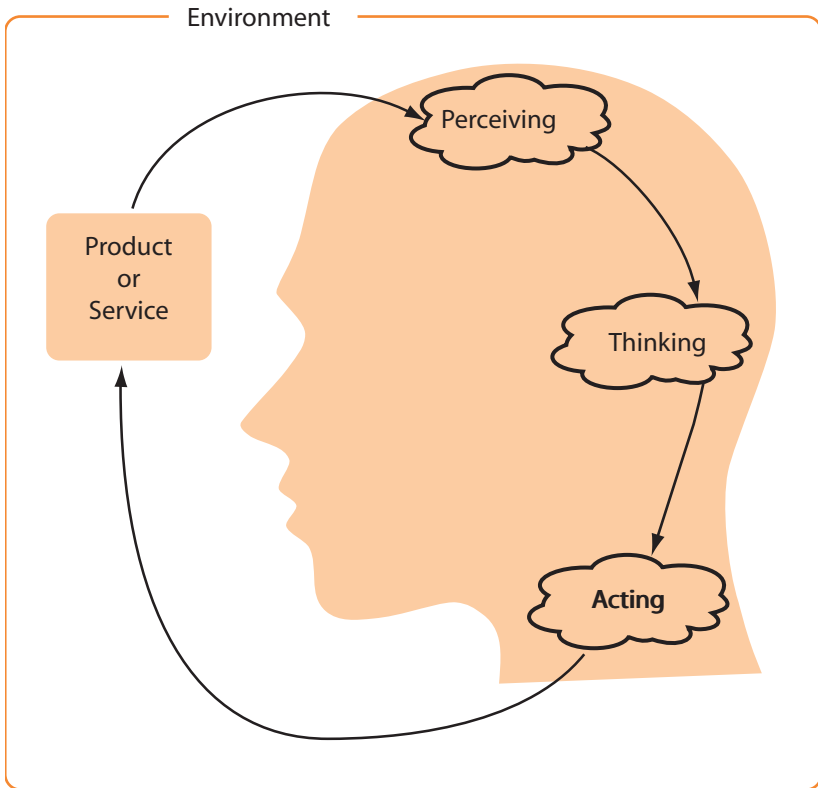 Environment
Perceiving
Product
or
Service
Thinking
Acting